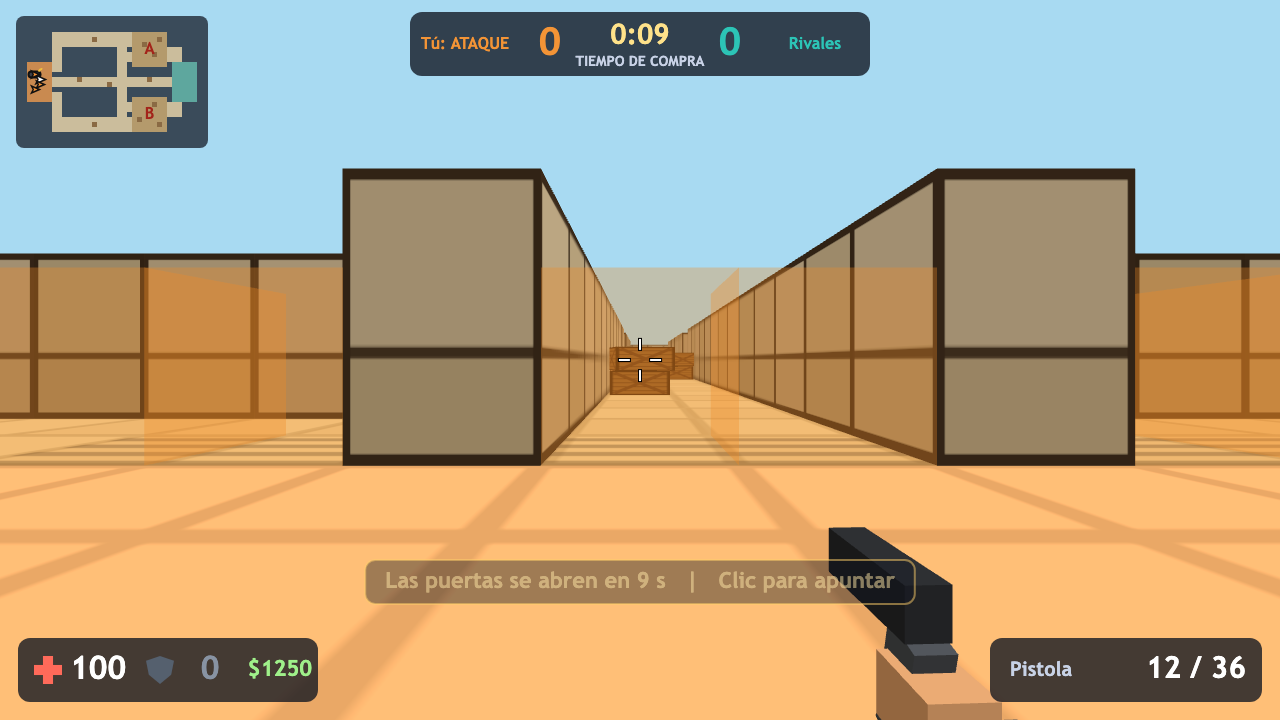 A
B
Tú: ATAQUE
0
0:09
TIEMPO DE COMPRA
0
Rivales
Las puertas se abren en 9 s | Clic para apuntar
100
0
$1250
Pistola
12 / 36